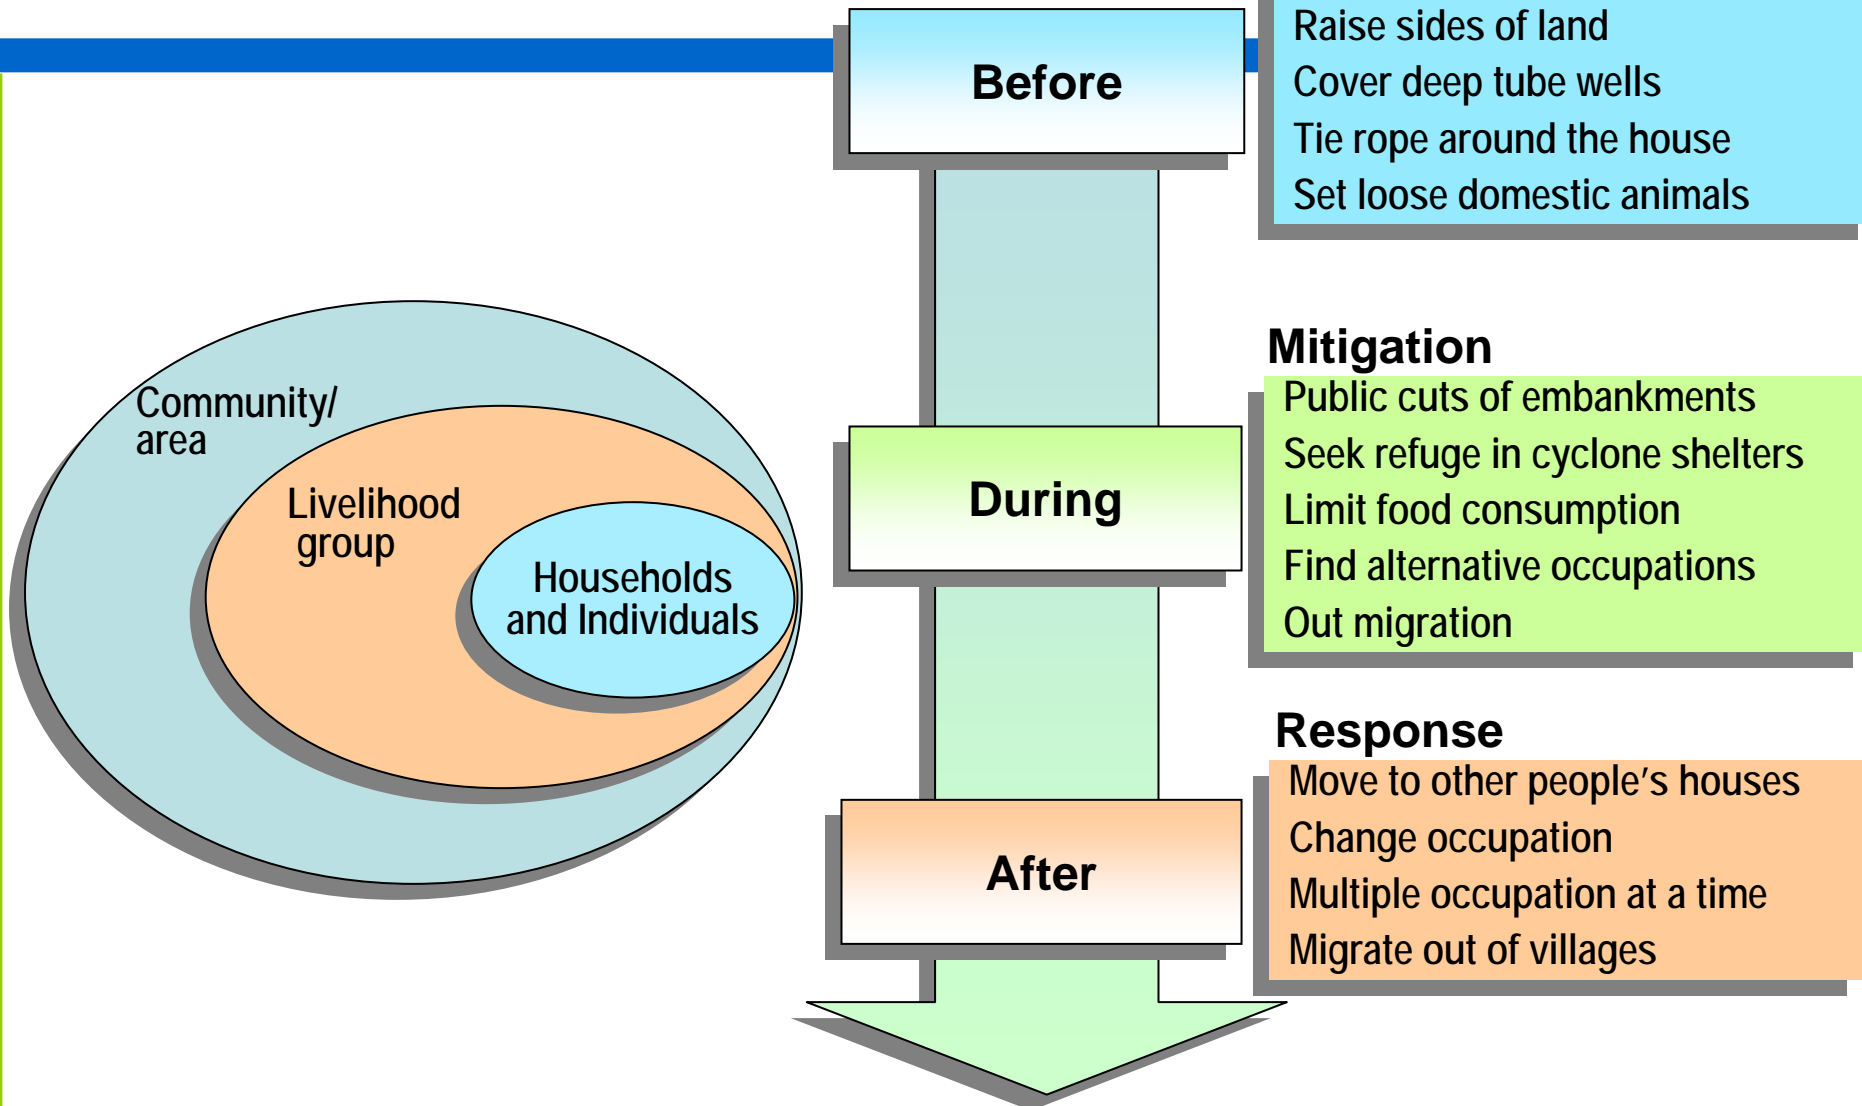 Before
Raise sides of land
Cover deep tube wells
Tie rope around the house
Set loose domestic animals
Community/
area
Livelihood
group
Households
and Individuals
During
Mitigation
Public cuts of embankments
Seek refuge in cyclone shelters
Limit food consumption
Find alternative occupations
Out migration
After
Response
Move to other people's houses
Change occupation
Multiple occupation at a time
Migrate out of villages